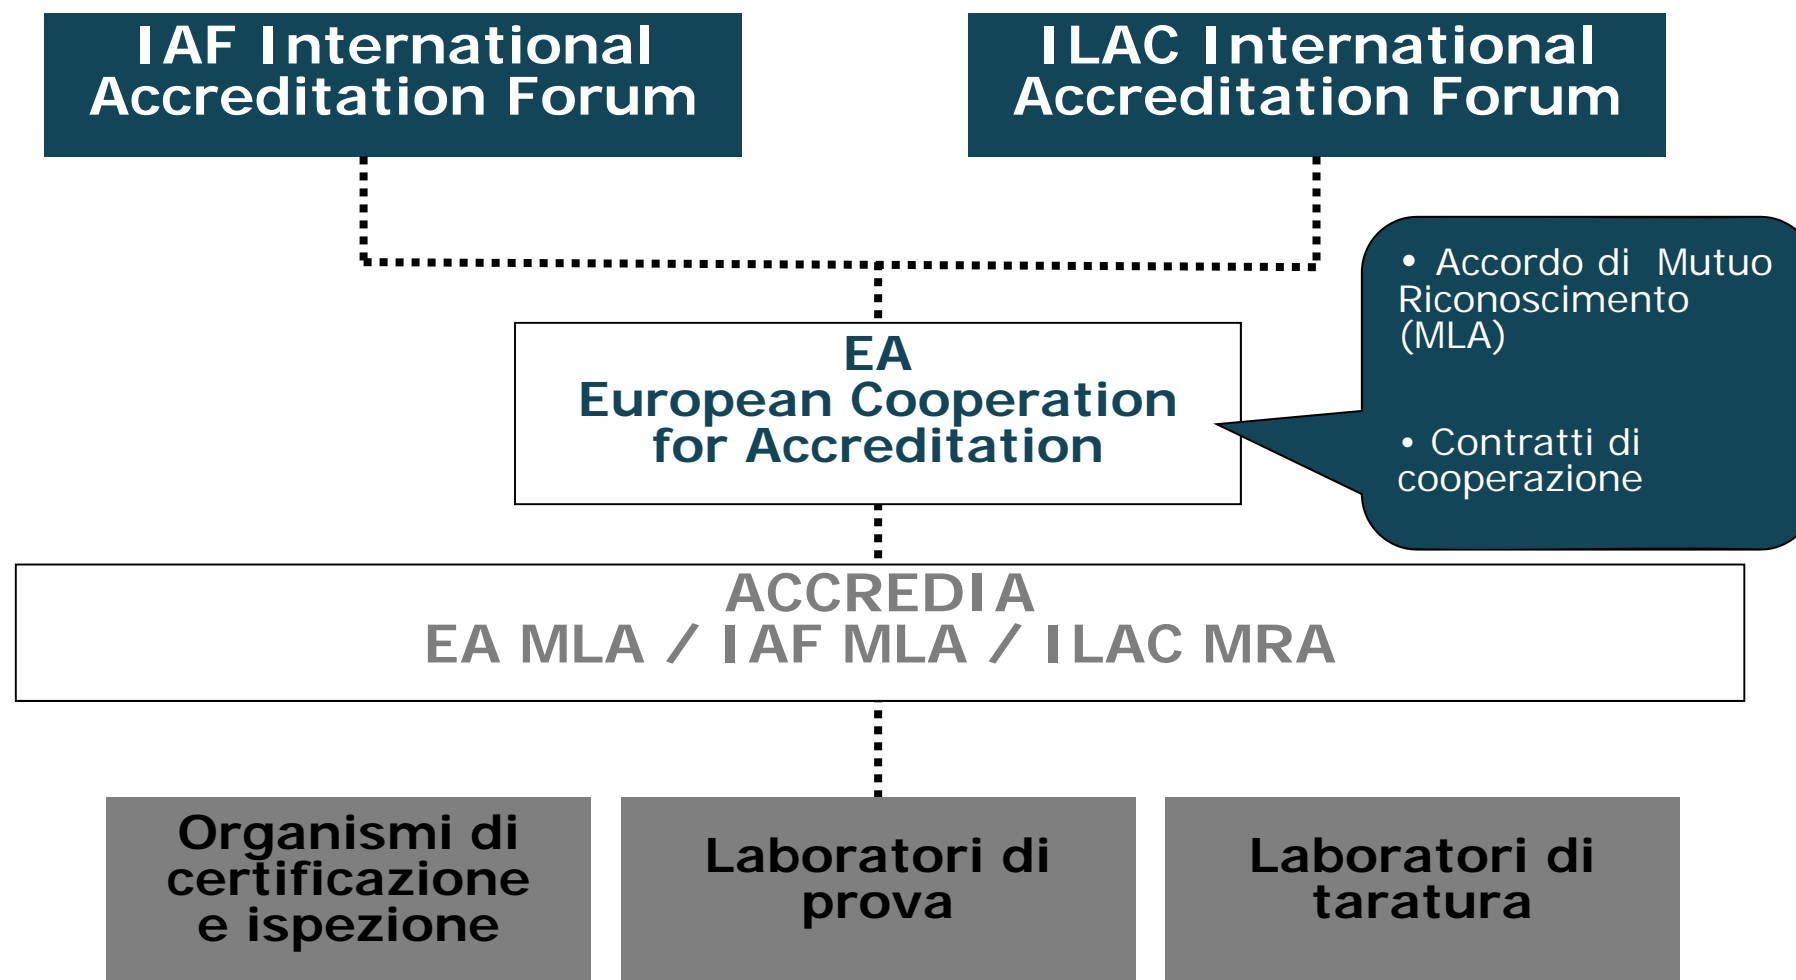 IAF International
Accreditation Forum
ILAC International
Accreditation Forum
• Accordo di Mutuo
Riconoscimento
(MLA)
• Contratti di
cooperazione
EA
European Cooperation
for Accreditation
ACCREDIA
EA MLA / IAF MLA / ILAC MRA
Organismi di
certificazione
e ispezione
Laboratori di
prova
Laboratori di
taratura